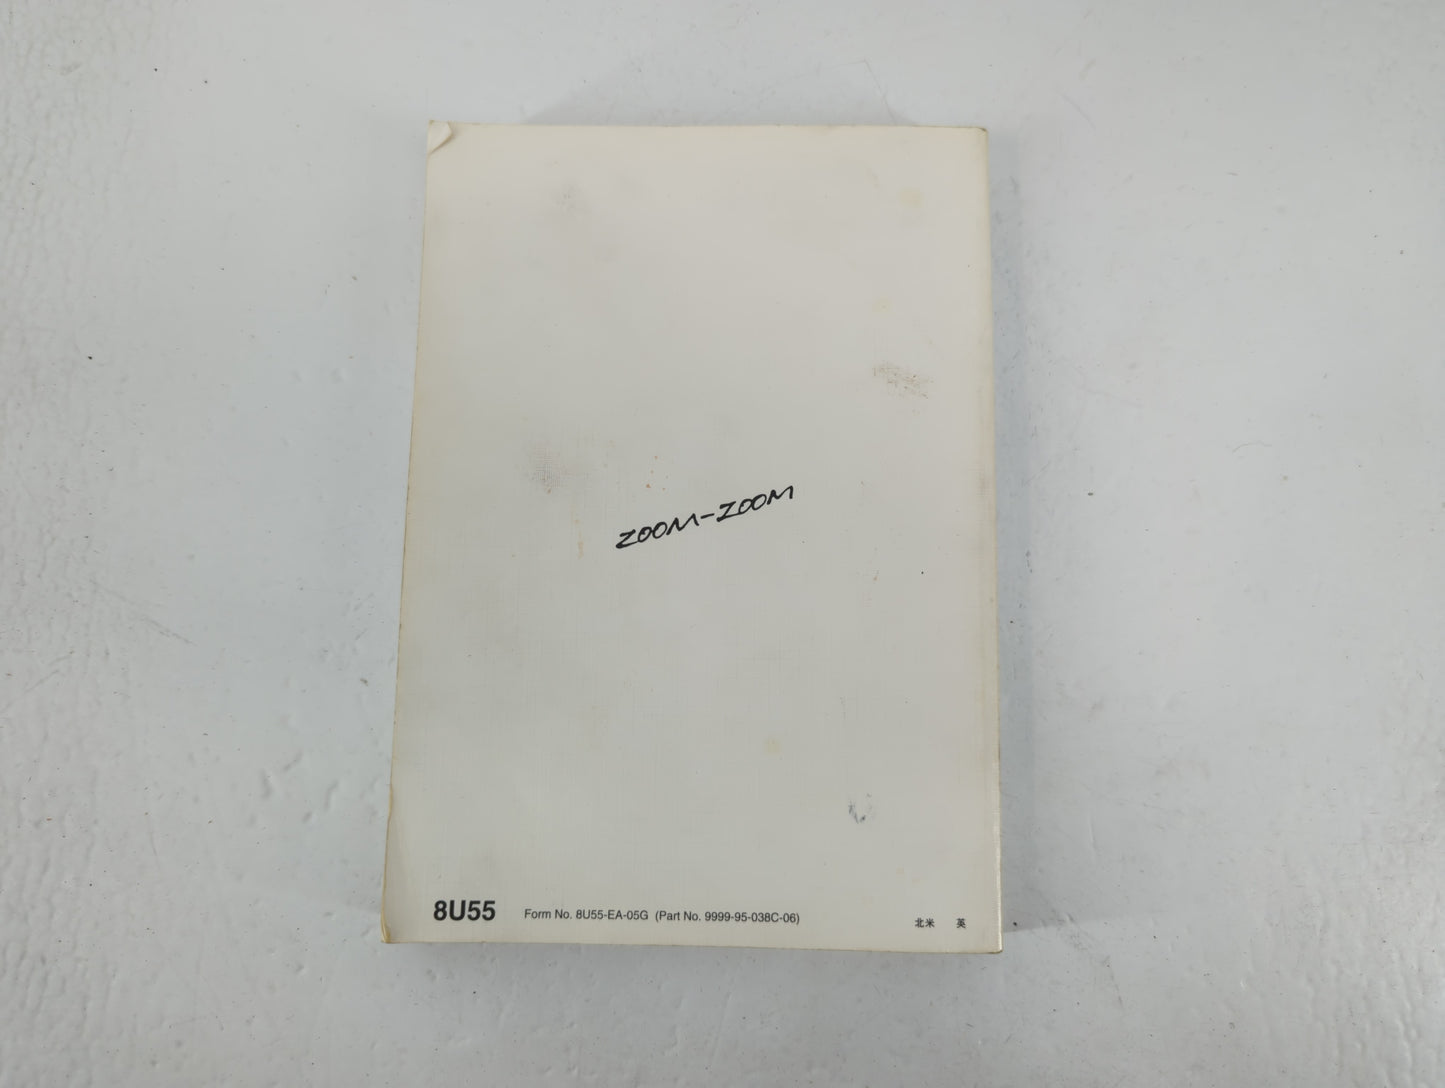 ZOOM-ZOOM
8U55 Form No. 8U55-EA-05G (Part No. 9999-95-038C-06) 北米 英